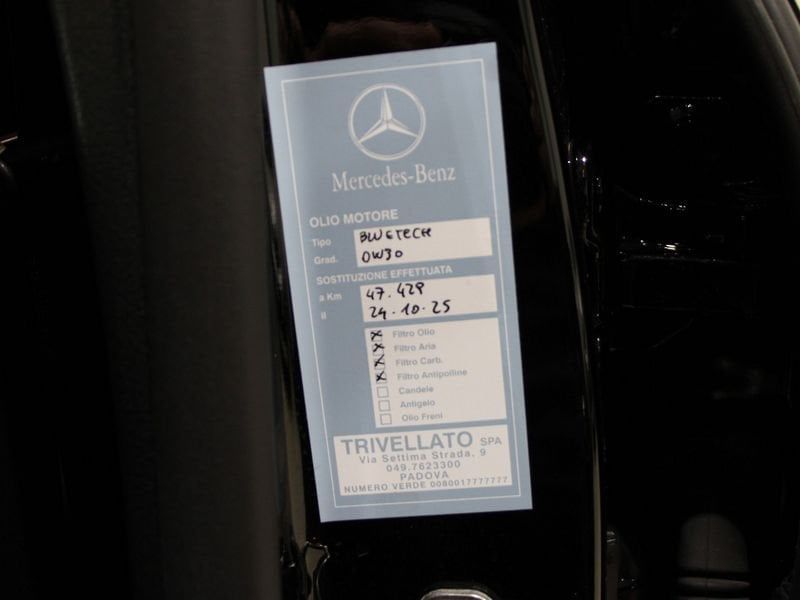 Mercedes-Benz
OLIO MOTORE
Tipo BLUETECH
Grad. 0W30
SOSTITUZIONE EFFETTUATA
a Km 47.429
il 24.10.25
X Filtro Olio
X Filtro Aria
X Filtro Carb.
X Filtro Antipolline
Candele
Antigelo
Olio Freni
TRIVELLATO SPA
Via Settima Strada, 9
049.7623300
PADOVA
NUMERO VERDE 0080017777777